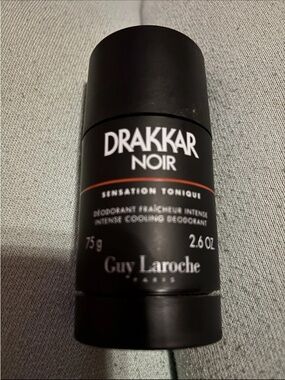 DRAKKAR
NOIR
SENSATION TONIQUE
DÉODORANT FRAÎCHEUR INTENSE
INTENSE COOLING DEODORANT
75 g 2.6 OZ.
Guy Laroche
PARIS